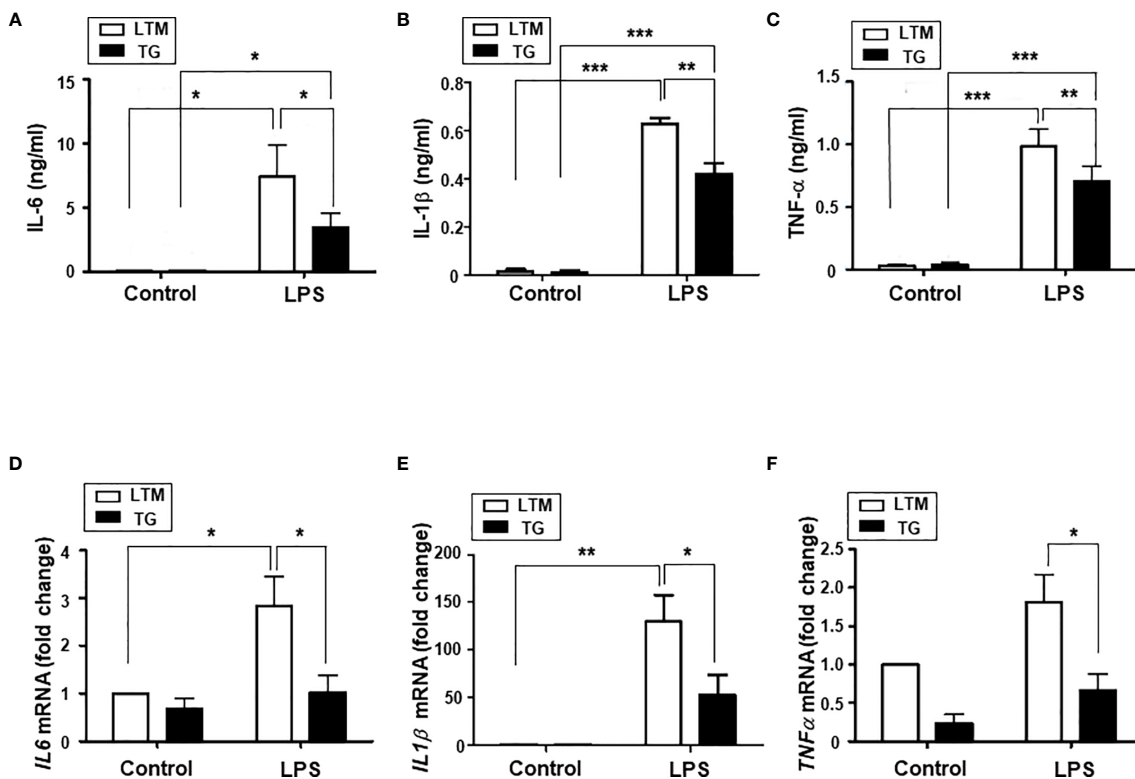 A
LTM
TG
*
*
*
15
10
5
0
IL-6 (ng/ml)
Control LPS
B
LTM
TG
***
***
**
0.8
0.6
0.4
0.2
0
IL-1β (ng/ml)
Control LPS
C
LTM
TG
***
***
**
1.5
1.0
0.5
0
TNF-α (ng/ml)
Control LPS
D
LTM
TG
*
*
4
3
2
1
0
IL6 mRNA (fold change)
Control LPS
E
LTM
TG
**
*
200
150
100
50
0
IL1β mRNA (fold change)
Control LPS
F
LTM
TG
*
2.5
2.0
1.5
1.0
0.5
0
TNFα mRNA (fold change)
Control LPS